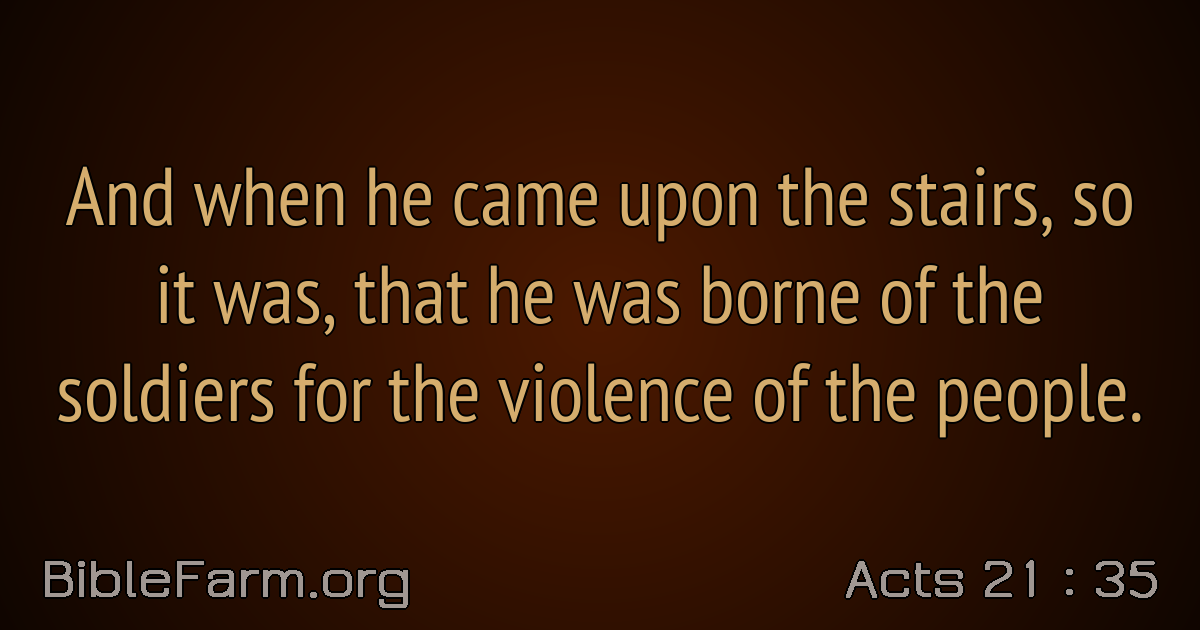 And when he came upon the stairs, so
it was, that he was borne of the
soldiers for the violence of the people.
BibleFarm.org
Acts 21 : 35